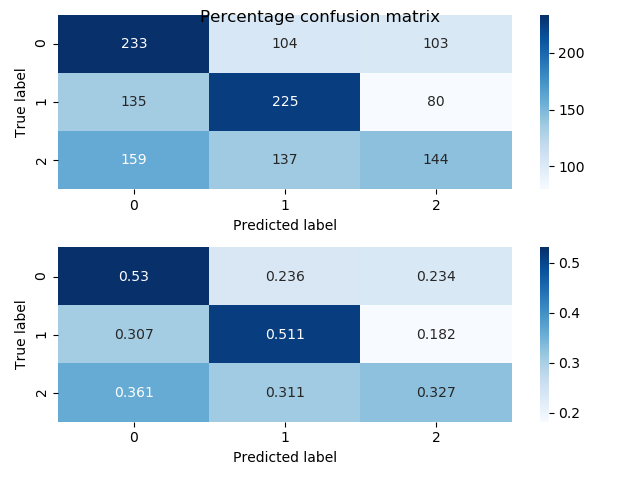 Percentage confusion matrix
True label
0 233 104 103
1 135 225 80
2 159 137 144
0 1 2
Predicted label
200
150
100
True label
0 0.53 0.236 0.234
1 0.307 0.511 0.182
2 0.361 0.311 0.327
0 1 2
Predicted label
0.5
0.4
0.3
0.2